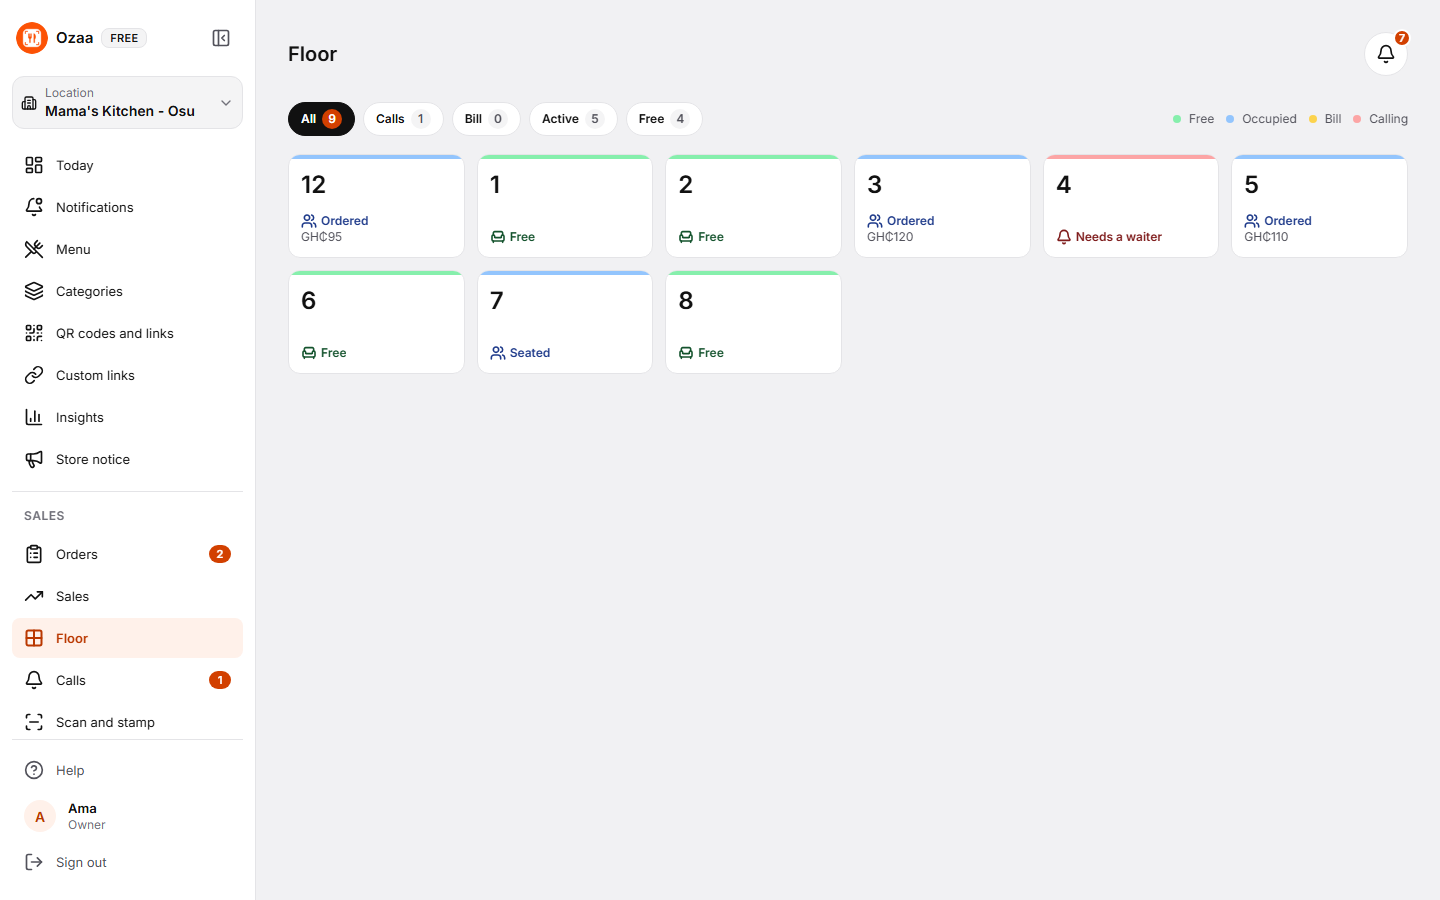 Ozaa FREE
Location
Mama's Kitchen - Osu
Today
Notifications
Menu
Categories
QR codes and links
Custom links
Insights
Store notice
SALES
Orders 2
Sales
Floor
Calls 1
Scan and stamp
Help
A
Ama
Owner
Sign out
Floor
7
All 9
Calls 1
Bill 0
Active 5
Free 4
Free
Occupied
Bill
Calling
12
Ordered
GH₵95
1
Free
2
Free
3
Ordered
GH₵120
4
Needs a waiter
5
Ordered
GH₵110
6
Free
7
Seated
8
Free